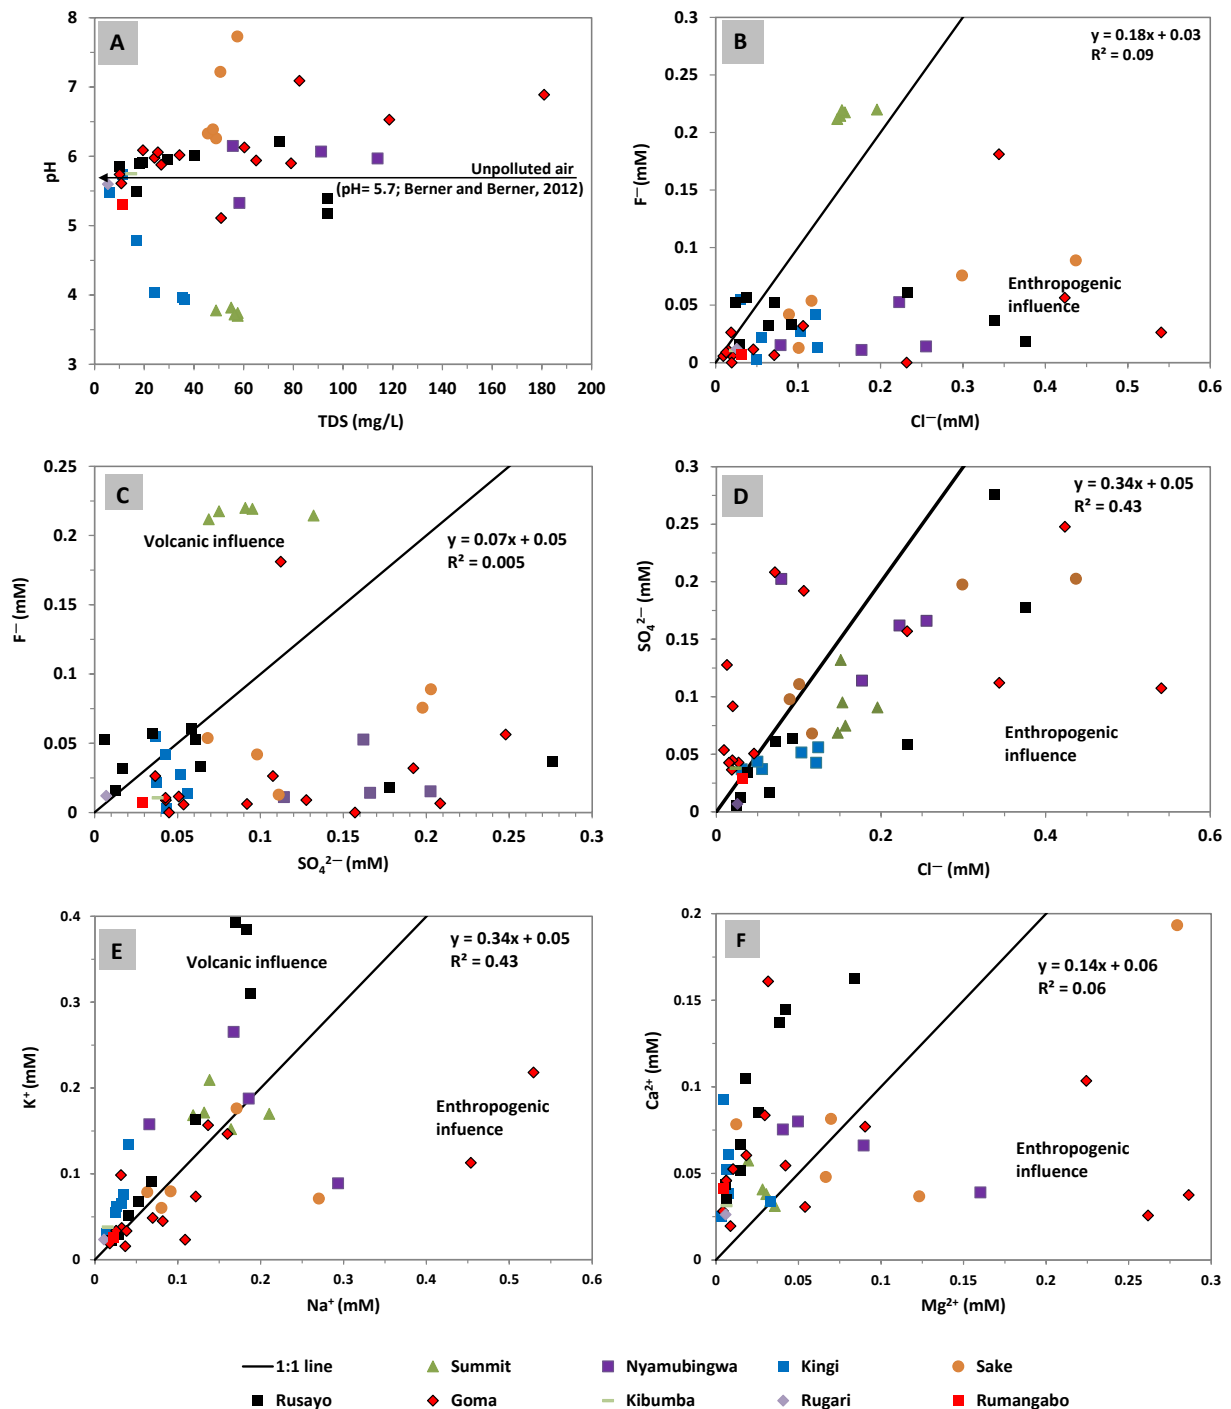 A
8
7
6
5
4
3
pH
Unpolluted air
(pH= 5.7; Berner and Berner, 2012)
0 20 40 60 80 100 120 140 160 180 200
TDS (mg/L)
B
0.3
0.25
0.2
0.15
0.1
0.05
0
F⁻ (mM)
y = 0.18x + 0.03
R² = 0.09
Enthropogenic
influence
0 0.1 0.2 0.3 0.4 0.5 0.6
Cl⁻ (mM)
C
0.25
0.2
0.15
0.1
0.05
0
F⁻ (mM)
Volcanic influence
y = 0.07x + 0.05
R² = 0.005
0 0.05 0.1 0.15 0.2 0.25 0.3
SO₄²⁻ (mM)
D
0.3
0.25
0.2
0.15
0.1
0.05
0
SO₄²⁻ (mM)
y = 0.34x + 0.05
R² = 0.43
Enthropogenic
influence
0 0.2 0.4 0.6
Cl⁻ (mM)
E
0.4
0.3
0.2
0.1
0
K⁺ (mM)
Volcanic influence
y = 0.34x + 0.05
R² = 0.43
Enthropogenic
infuence
0 0.1 0.2 0.3 0.4 0.5 0.6
Na⁺ (mM)
F
0.2
0.15
0.1
0.05
0
Ca²⁺ (mM)
y = 0.14x + 0.06
R² = 0.06
Enthropogenic
influence
0 0.05 0.1 0.15 0.2 0.25 0.3
Mg²⁺ (mM)
1:1 line Summit Nyamubingwa Kingi Sake
Rusayo Goma Kibumba Rugari Rumangabo